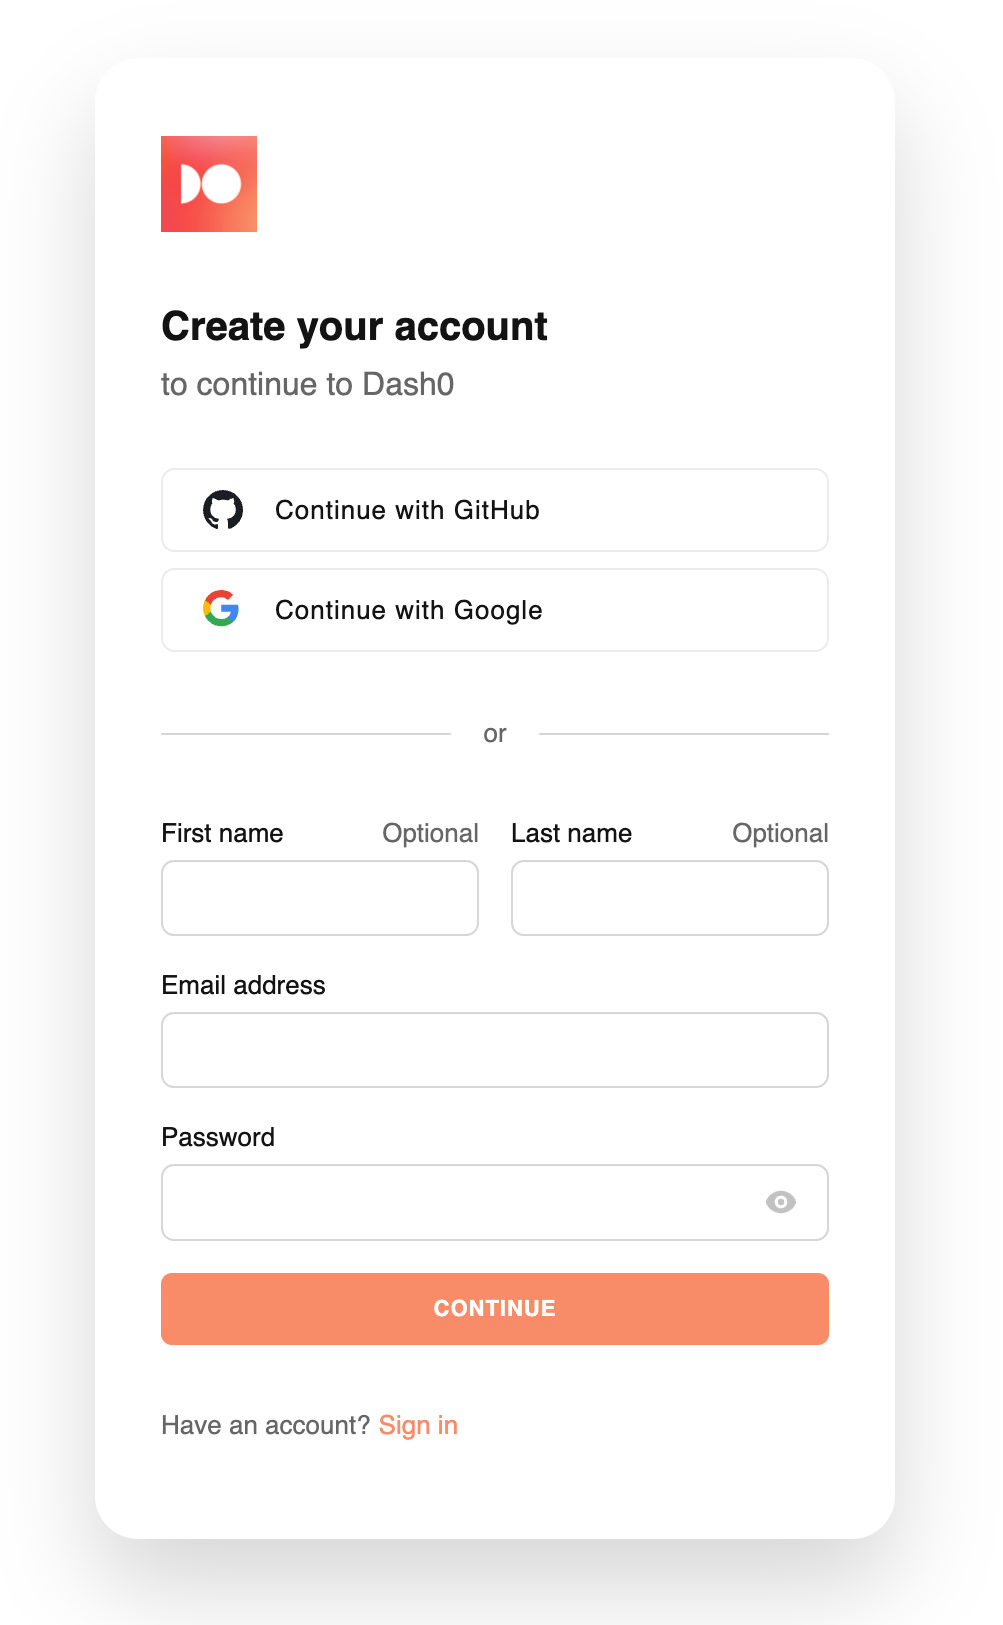 Create your account
to continue to Dash0
Continue with GitHub
Continue with Google
or
First name Optional Last name Optional
Email address
Password
CONTINUE
Have an account? Sign in